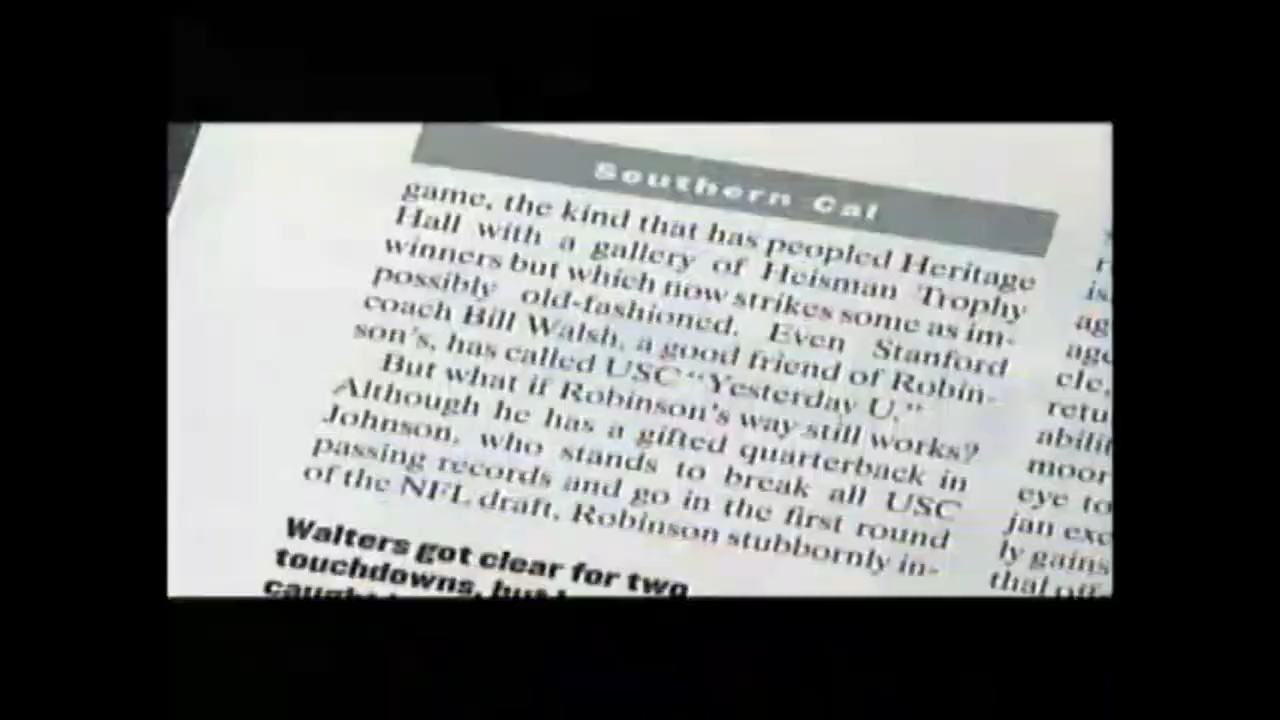 Southern Cal
game, the kind that has peopled Heritage
Hall with a gallery of Heisman Trophy
winners but which now strikes some as im-
possibly old-fashioned. Even Stanford
coach Bill Walsh, a good friend of Robin-
son's, has called USC "Yesterday U."
But what if Robinson's way still works?
Although he has a gifted quarterback in
Johnson, who stands to break all USC
passing records and go in the first round
of the NFL draft, Robinson stubbornly in-
Walters got clear for two
touchdowns,
is
ag
age
cle,
retu
abilit
moor
eye to
jan exc
ly gains
that